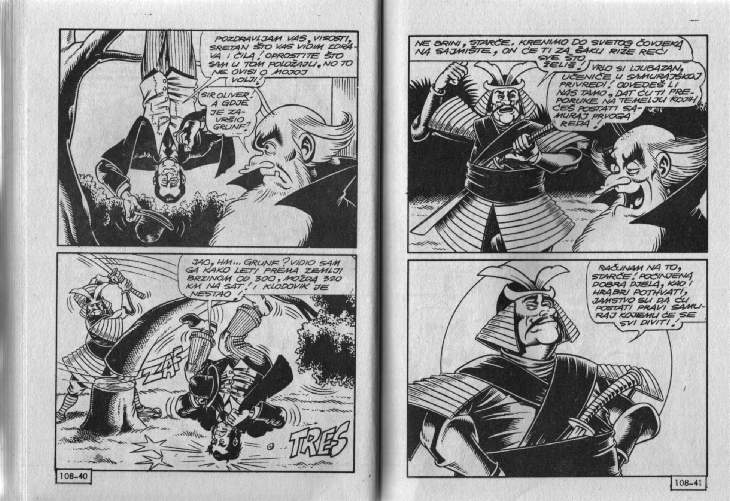 POZDRAVLJAM VAS, VISOSTI,
SRETAN ŠTO VAS VIDIM ZDRA-
VA I ČILA! OPROSTITE ŠTO
SAM U TOM POLOŽAJU, NO TO
NE OVISI O MOJOJ
VOLJI!
SIR OLIVER!
A GDJE
JE ZA-
VRŠIO
GRUNF!
JAO, HM... GRUNF? VIDIO SAM
GA KAKO LETI PREMA ZEMLJI
BRZINOM OD 300, MOŽDA 320
KM NA SAT! I KLODOVIK JE
NESTAO!
ZAS
TRES
108-40
NE BRINI, STARČE. KRENIMO DO SVETOG ČOVJEKA
NA SAJMIŠTE, ON ĆE TI ZA ŠAKU RIŽE REĆI
SVE ŠTO
ŽELIŠ!
VRLO SI LJUBAZAN,
UČENIČE U SAMURAJSKOJ
PRIVREDI! ODVEDEŠ LI
NAS TAMO, DAT ĆU TI PRE-
PORUKE NA TEMELJU KOJIH
ĆEŠ POSTATI SA-
MURAJ PRVOGA
REDA!
RAČUNAM NA TO,
STARČE! POČINJENA
DOBRA DJELA, KAO I
HRABRI POTHVATI,
JAMSTVO SU DA ĆU
POSTATI PRAVI SAMU-
RAJ KOJEMU ĆE SE
SVI DIVITI!
108-41